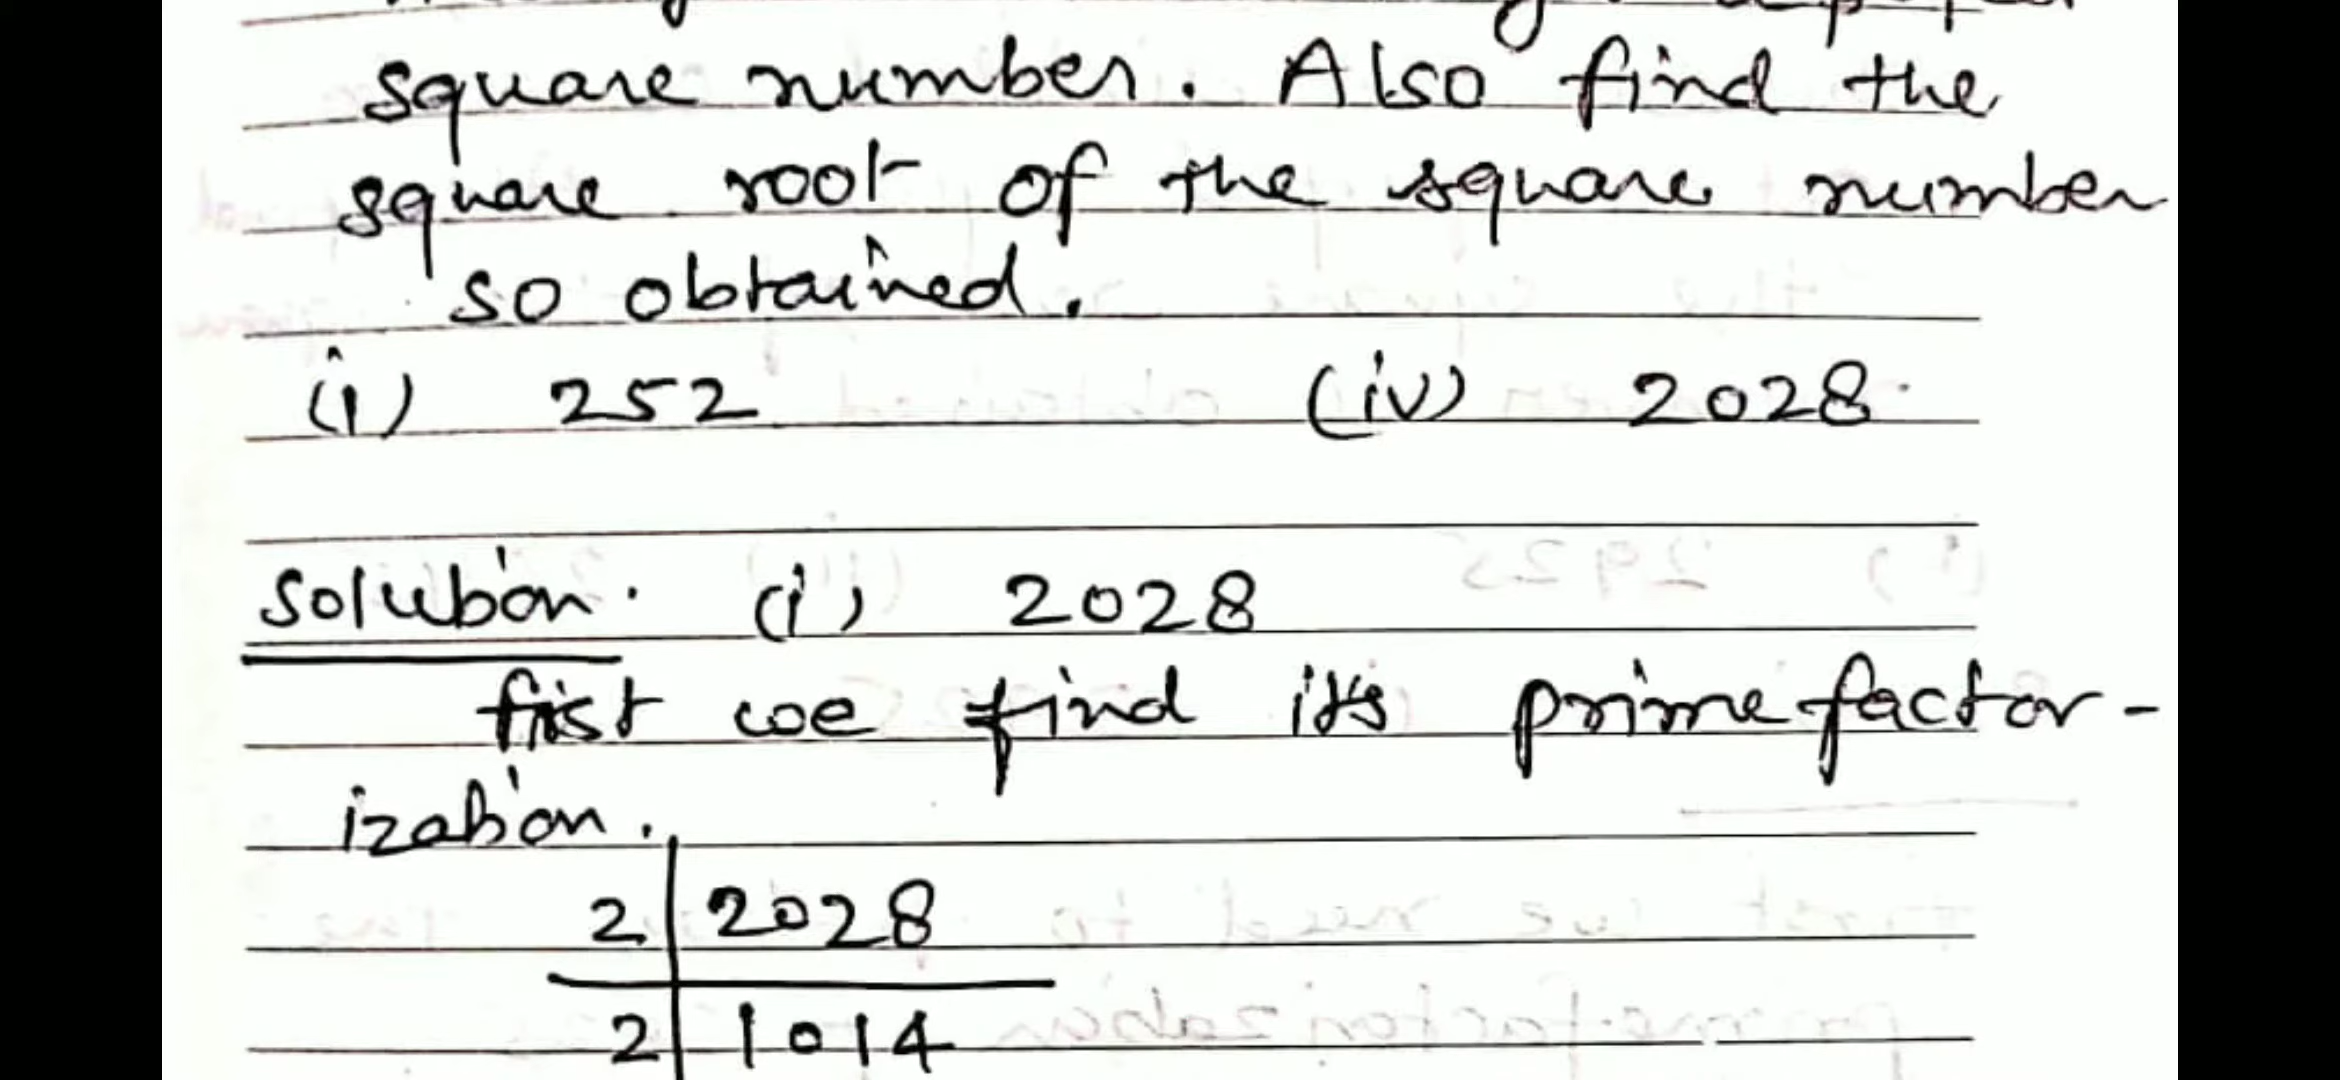 square number. Also find the
square root of the square number
so obtained.
(i) 252 (iv) 2028.
Solution. (i) 2028
first we find its prime factor-
ization.
2 | 2028
2 | 1014